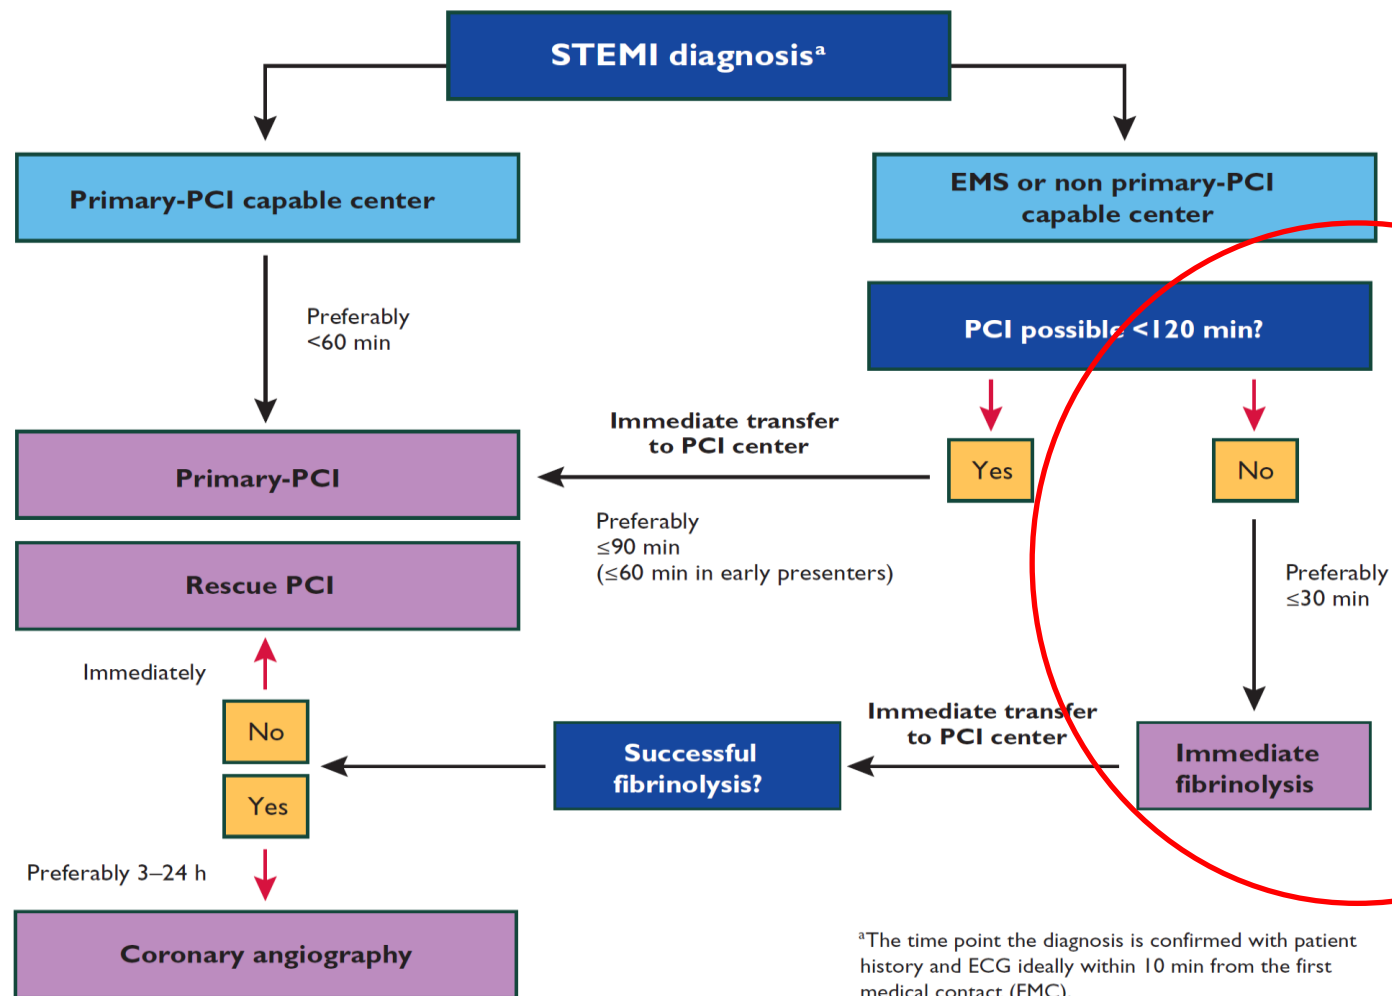 STEMI diagnosisᵃ
Primary-PCI capable center
EMS or non primary-PCI
capable center
Preferably
<60 min
PCI possible <120 min?
Immediate transfer
to PCI center
Yes
No
Primary-PCI
Preferably
≤90 min
(≤60 min in early presenters)
Preferably
≤30 min
Rescue PCI
Immediately
No
Yes
Successful
fibrinolysis?
Immediate transfer
to PCI center
Immediate
fibrinolysis
Preferably 3–24 h
Coronary angiography
ᵃThe time point the diagnosis is confirmed with patient
history and ECG ideally within 10 min from the first
medical contact (FMC).